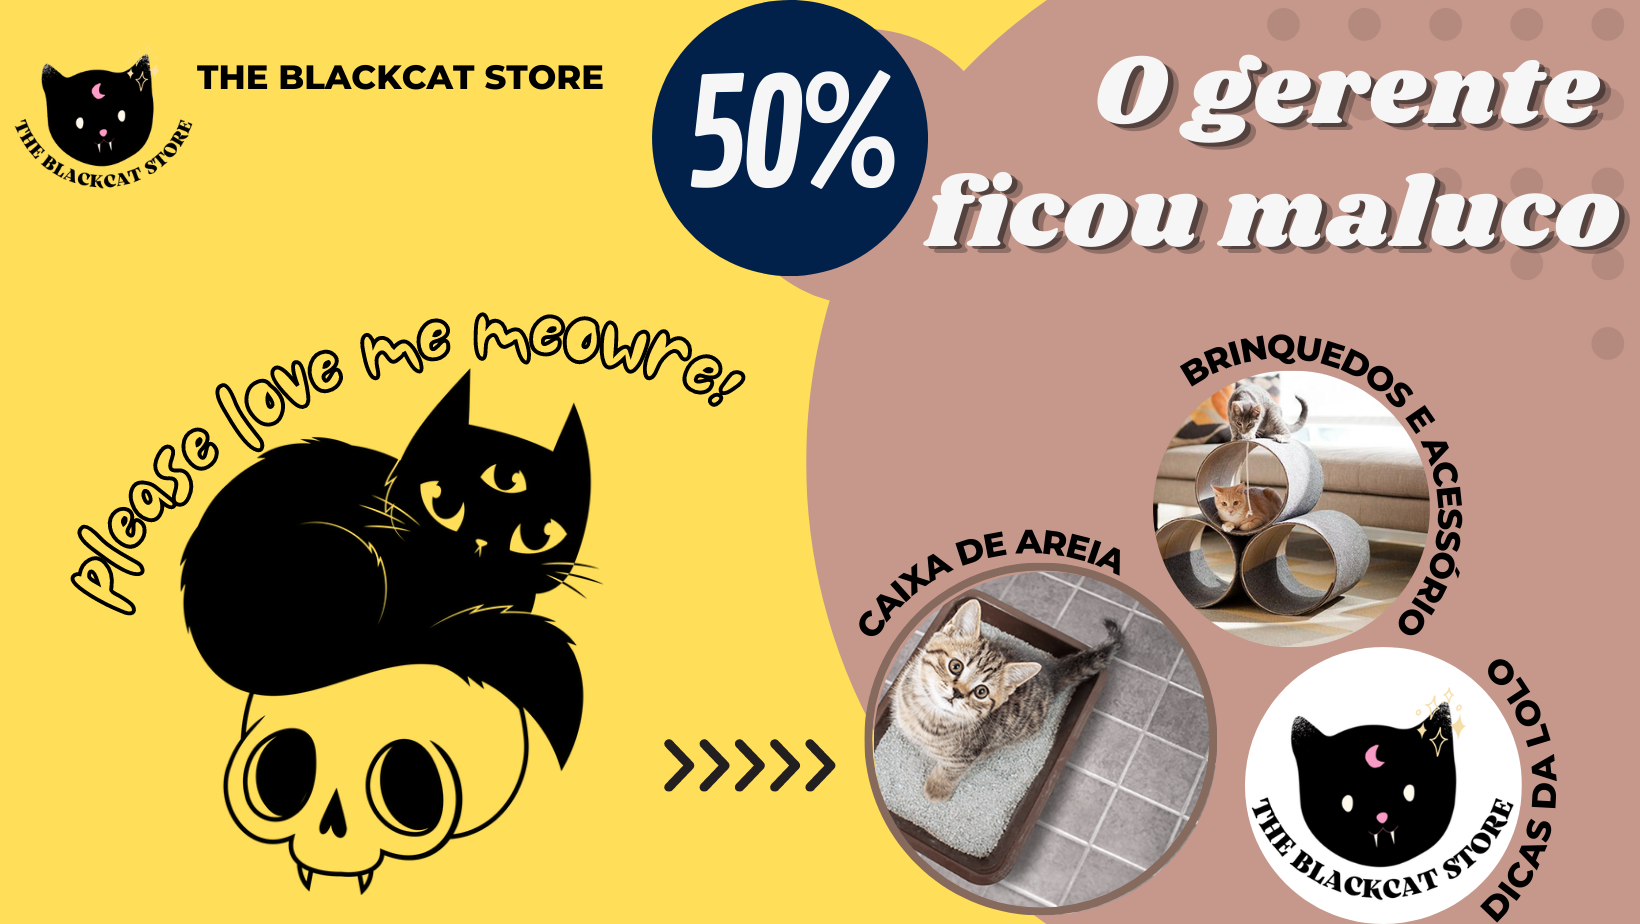 THE BLACKCAT STORE
THE BLACKCAT STORE
50%
O gerente
ficou maluco
Please love me meowre!
BRINQUEDOS E ACESSÓRIO
CAIXA DE AREIA
DICAS DA LOLO
THE BLACKCAT STORE